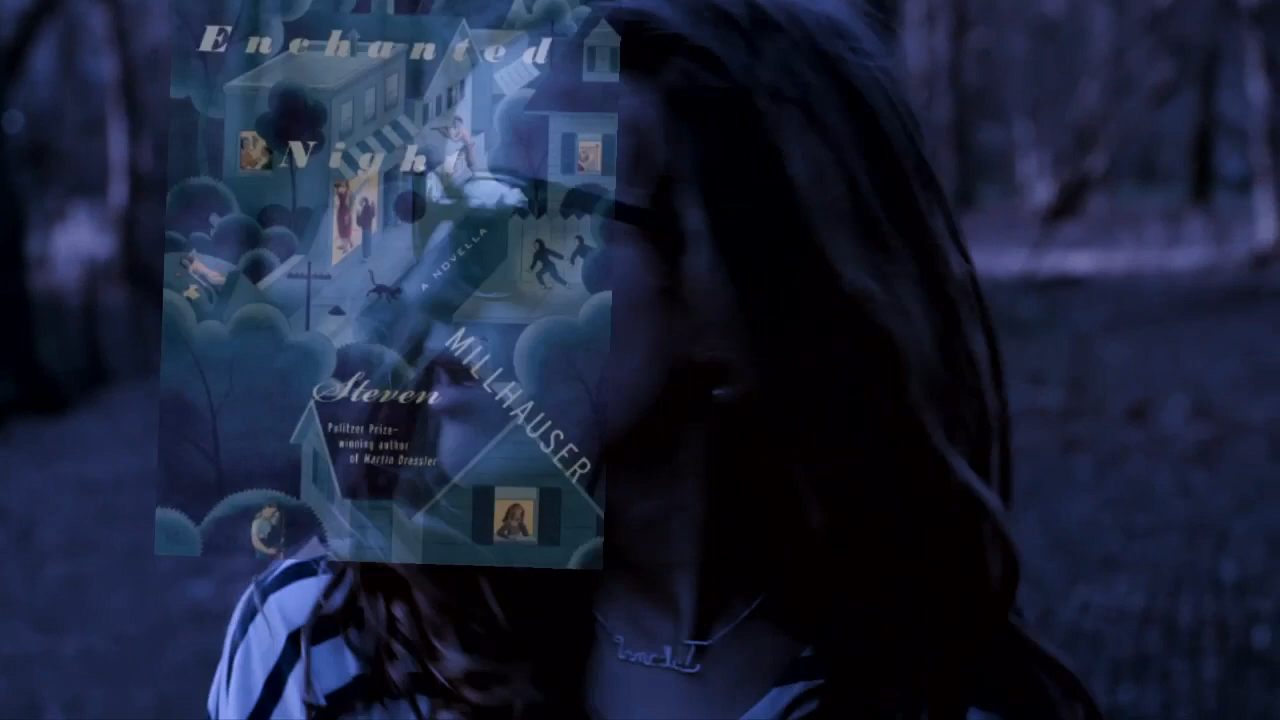 Enchanted
Night
A NOVELLA
Steven
MILLHAUSER
Pulitzer Prize–
winning author
of Martin Dressler